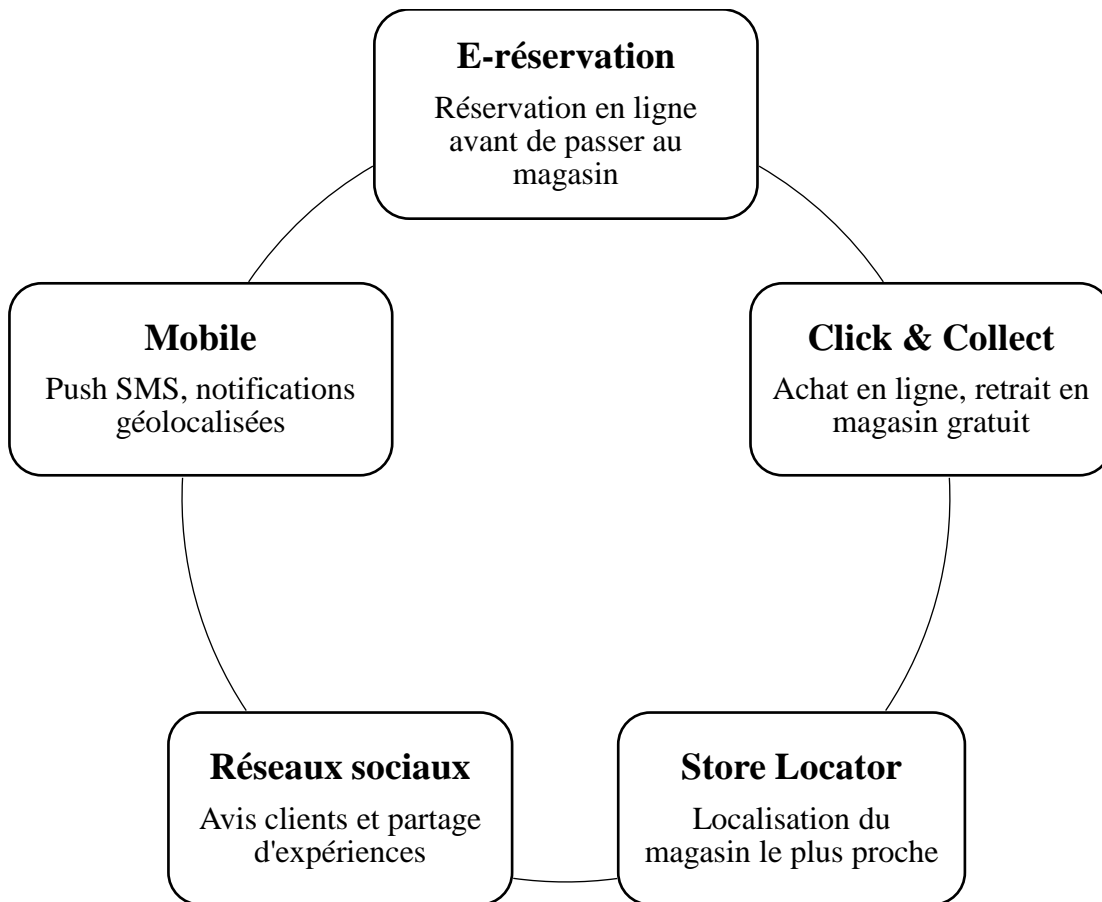 E-réservation
Réservation en ligne
avant de passer au
magasin
Mobile
Push SMS, notifications
géolocalisées
Click & Collect
Achat en ligne, retrait en
magasin gratuit
Réseaux sociaux
Avis clients et partage
d'expériences
Store Locator
Localisation du
magasin le plus proche